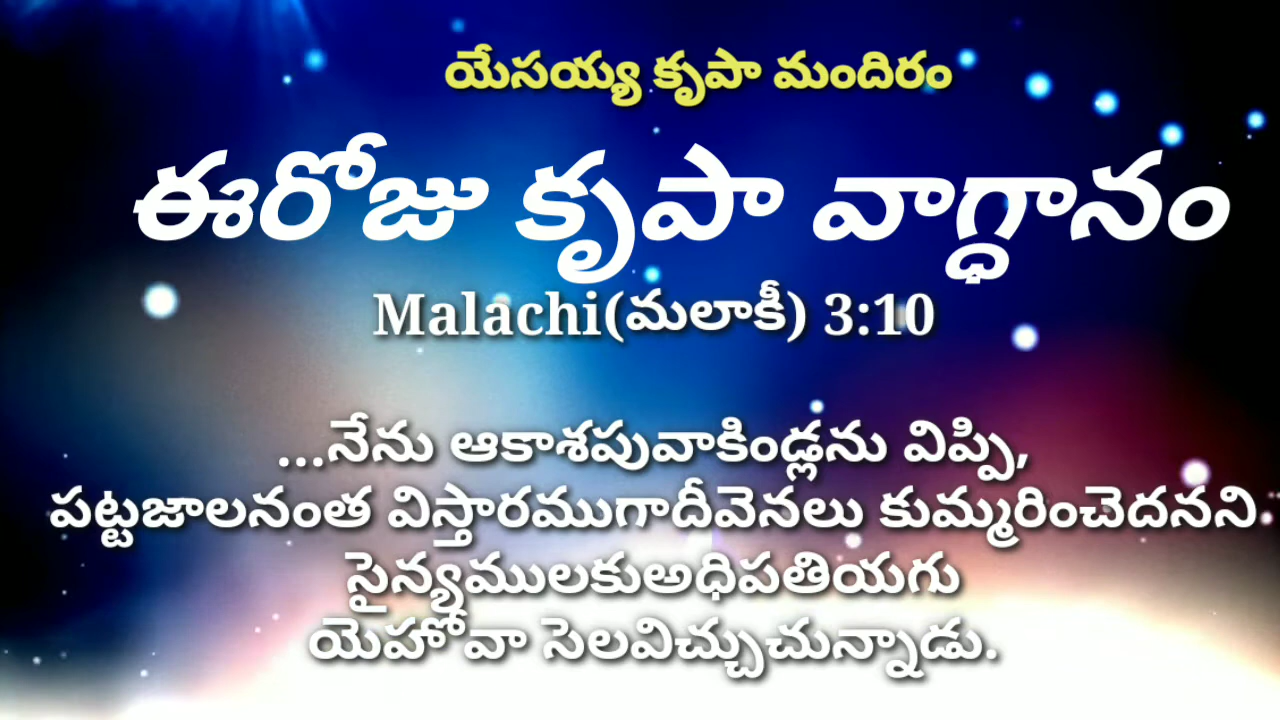 యేసయ్య కృపా మందిరం
ఈరోజు కృపా వాగ్ధానం
Malachi(మలాకీ) 3:10
...నేను ఆకాశపువాకిండ్లను విప్పి,
పట్టజాలనంత విస్తారముగాదీవెనలు కుమ్మరించెదనని
సైన్యములకుఅధిపతియగు
యెహోవా సెలవిచ్చుచున్నాడు.